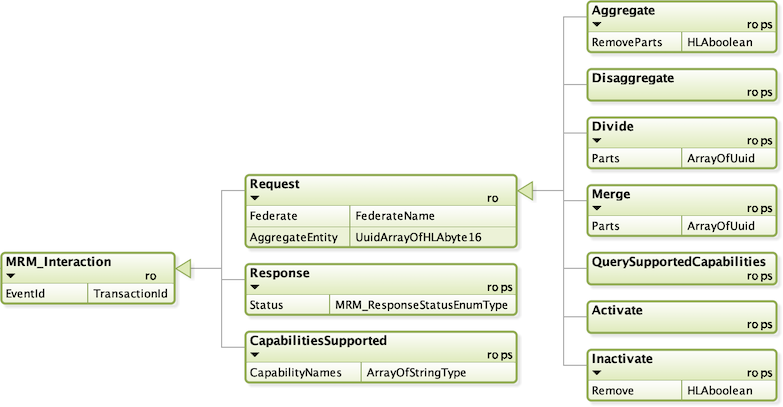 MRM_Interaction
ro
EventId TransactionId
Request
ro
Federate FederateName
AggregateEntity UuidArrayOfHLAbyte16
Response
ro ps
Status MRM_ResponseStatusEnumType
CapabilitiesSupported
ro ps
CapabilityNames ArrayOfStringType
Aggregate
ro ps
RemoveParts HLAboolean
Disaggregate
ro ps
Divide
ro ps
Parts ArrayOfUuid
Merge
ro ps
Parts ArrayOfUuid
QuerySupportedCapabilities
ro ps
Activate
ro ps
Inactivate
ro ps
Remove HLAboolean